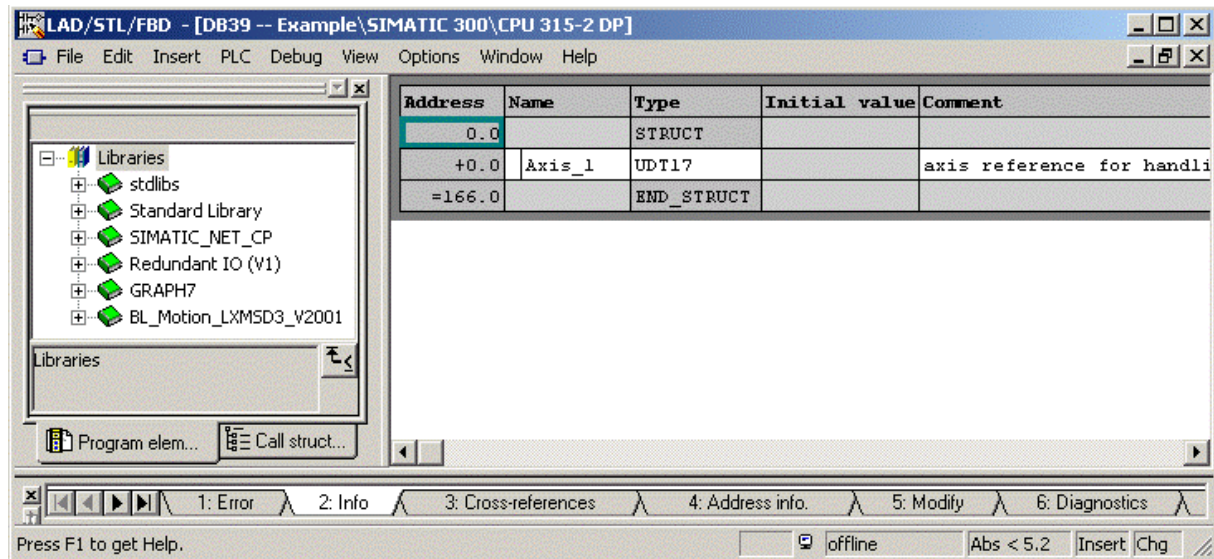 LAD/STL/FBD - [DB39 -- Example\SIMATIC 300\CPU 315-2 DP]
File Edit Insert PLC Debug View Options Window Help
Address Name Type Initial value Comment
0.0 STRUCT
+0.0 Axis_1 UDT17 axis reference for handli
=166.0 END_STRUCT
Libraries
stdlibs
Standard Library
SIMATIC_NET_CP
Redundant IO (V1)
GRAPH7
BL_Motion_LXMSD3_V2001
Libraries
Program elem... Call struct...
1: Error 2: Info 3: Cross-references 4: Address info. 5: Modify 6: Diagnostics
Press F1 to get Help. offline Abs < 5.2 Insert Chg